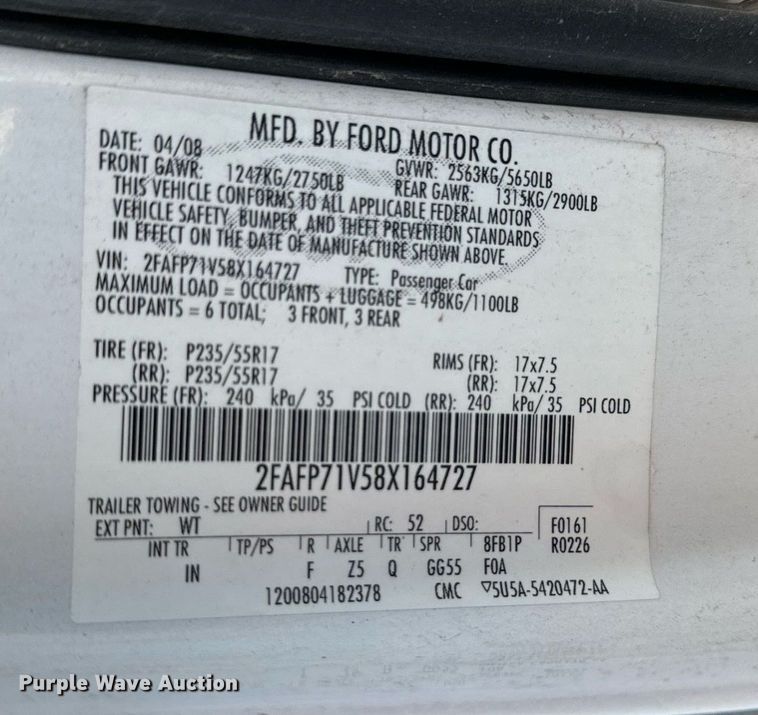 MFD. BY FORD MOTOR CO.
DATE: 04/08 GVWR: 2563KG/5650LB
FRONT GAWR: 1247KG/2750LB REAR GAWR: 1315KG/2900LB
THIS VEHICLE CONFORMS TO ALL APPLICABLE FEDERAL MOTOR
VEHICLE SAFETY, BUMPER, AND THEFT PREVENTION STANDARDS
IN EFFECT ON THE DATE OF MANUFACTURE SHOWN ABOVE.
VIN: 2FAFP71V58X164727 TYPE: Passenger Car
MAXIMUM LOAD = OCCUPANTS + LUGGAGE = 498KG/1100LB
OCCUPANTS = 6 TOTAL; 3 FRONT, 3 REAR
TIRE (FR): P235/55R17 RIMS (FR): 17x7.5
(RR): P235/55R17 (RR): 17x7.5
PRESSURE (FR): 240 kPa/ 35 PSI COLD (RR): 240 kPa/ 35 PSI COLD
2FAFP71V58X164727
TRAILER TOWING - SEE OWNER GUIDE
EXT PNT: WT RC: 52 DSO: F0161
INT TR TP/PS R AXLE TR SPR 8FB1P R0226
IN F Z5 Q GG55 F0A
1200804182378 CMC ▽5U5A-5420472-AA
Purple Wave Auction